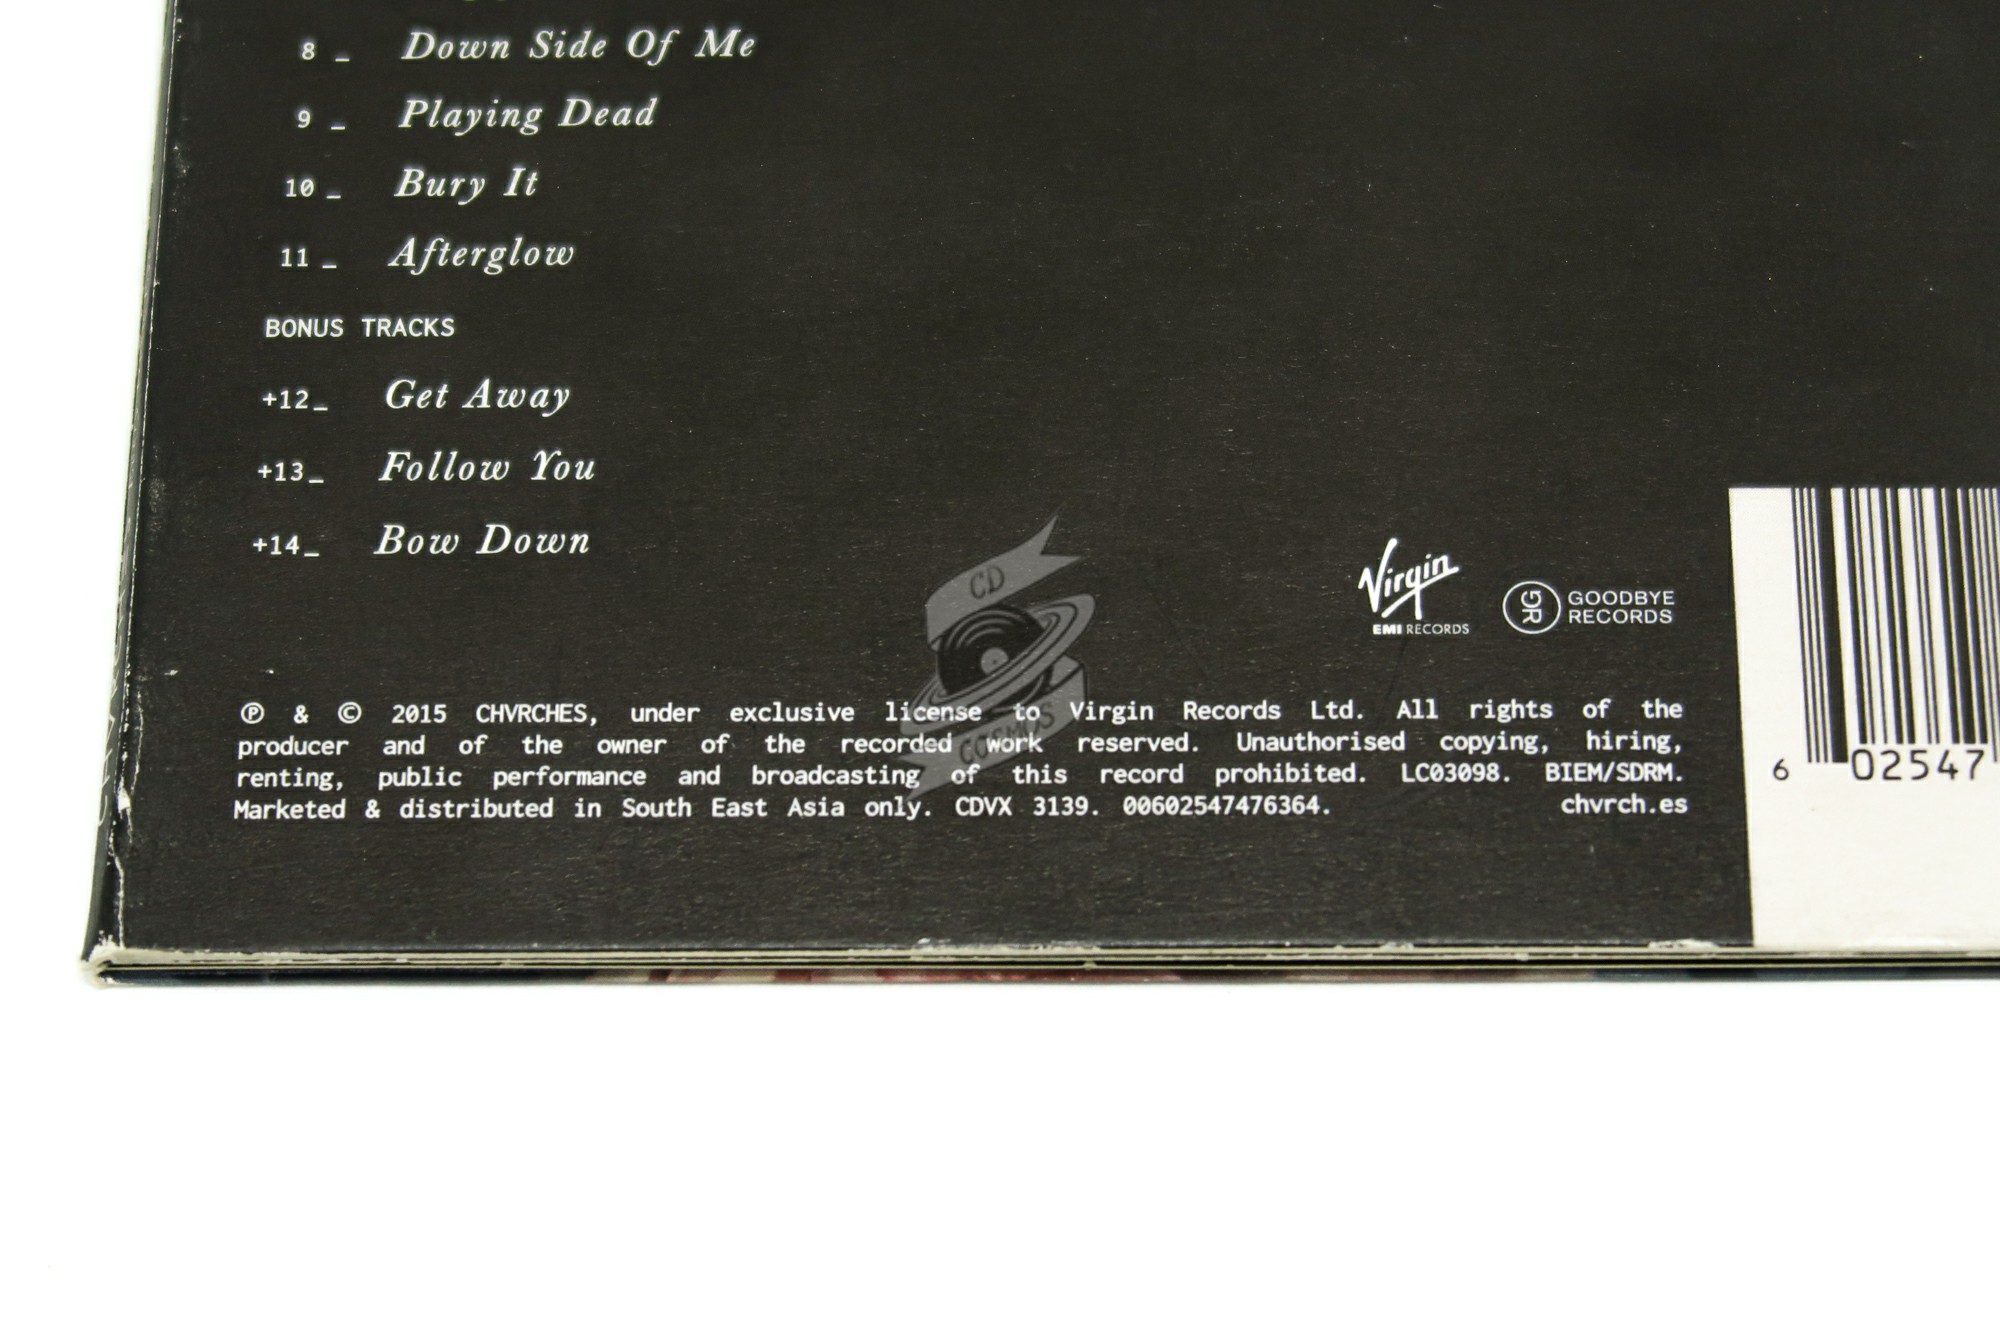 8 _ Down Side Of Me
9 _ Playing Dead
10 _ Bury It
11 _ Afterglow
BONUS TRACKS
+12_ Get Away
+13_ Follow You
+14_ Bow Down
CD
COSMOS
Virgin
EMI RECORDS
GR
GOODBYE
RECORDS
℗ & © 2015 CHVRCHES, under exclusive license to Virgin Records Ltd. All rights of the
producer and of the owner of the recorded work reserved. Unauthorised copying, hiring,
renting, public performance and broadcasting of this record prohibited. LC03098. BIEM/SDRM.
Marketed & distributed in South East Asia only. CDVX 3139. 00602547476364. chvrch.es
6 02547